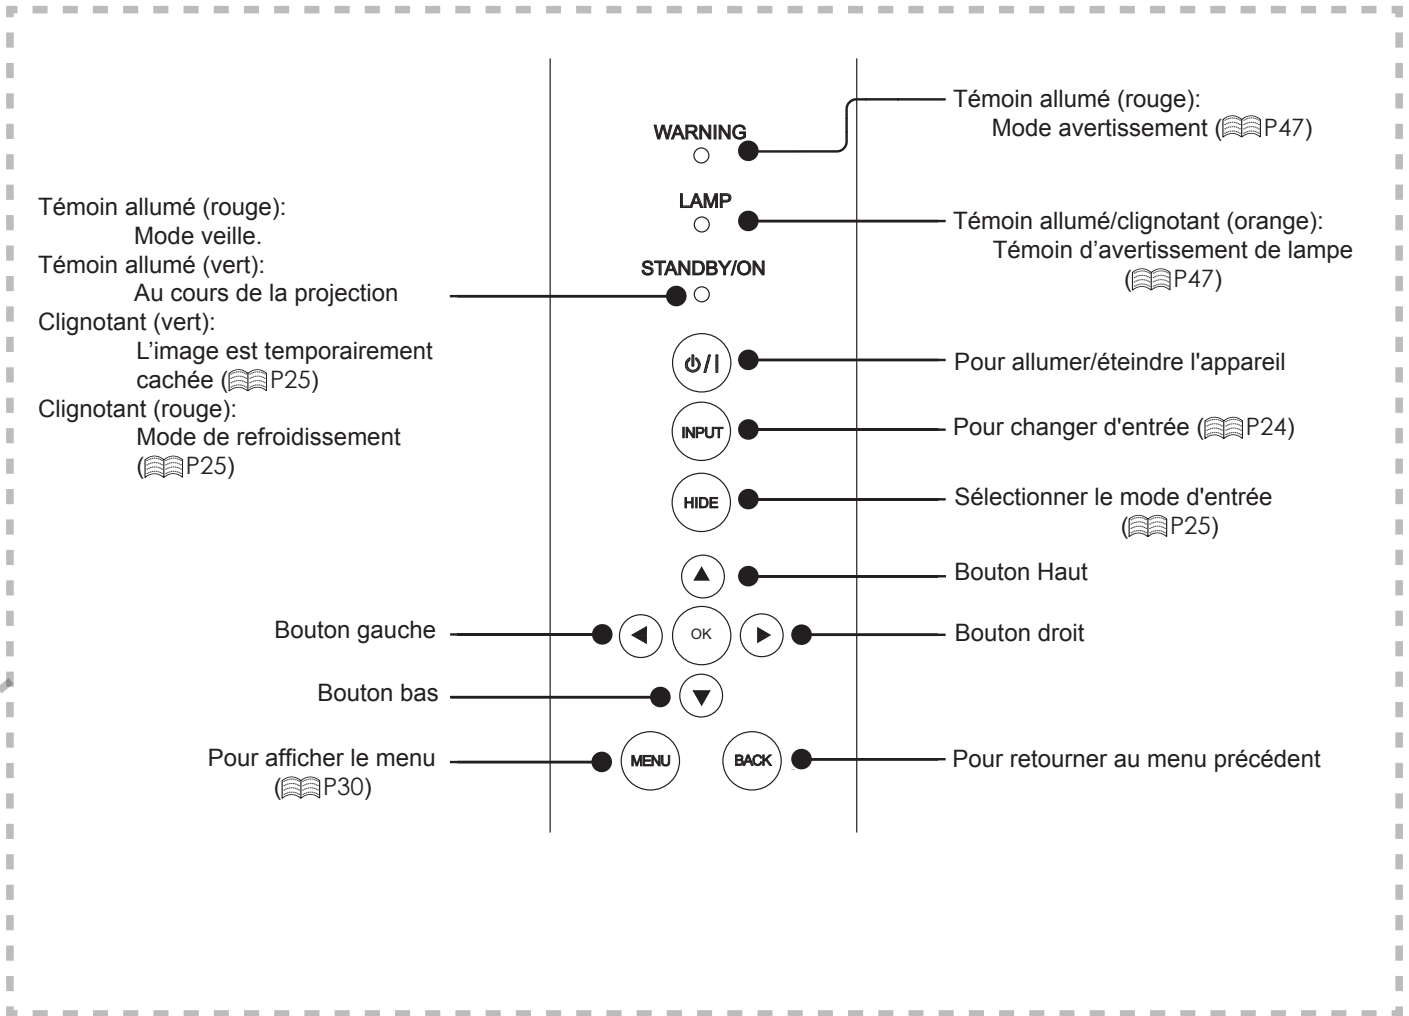 WARNING
Témoin allumé (rouge):
Mode avertissement (P47)
LAMP
Témoin allumé/clignotant (orange):
Témoin d’avertissement de lampe
(P47)
STANDBY/ON
Témoin allumé (rouge):
Mode veille.
Témoin allumé (vert):
Au cours de la projection
Clignotant (vert):
L’image est temporairement
cachée (P25)
Clignotant (rouge):
Mode de refroidissement
(P25)
Pour allumer/éteindre l'appareil
INPUT
Pour changer d'entrée (P24)
HIDE
Sélectionner le mode d'entrée
(P25)
Bouton Haut
Bouton gauche
OK
Bouton droit
Bouton bas
Pour afficher le menu
(P30)
MENU
BACK
Pour retourner au menu précédent